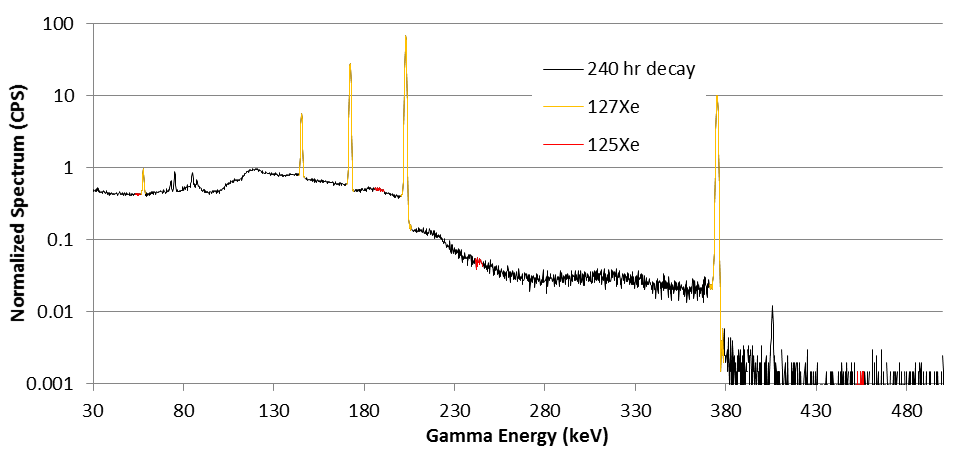 100
10
1
0.1
0.01
0.001
Normalized Spectrum (CPS)
240 hr decay
127Xe
125Xe
30 80 130 180 230 280 330 380 430 480
Gamma Energy (keV)